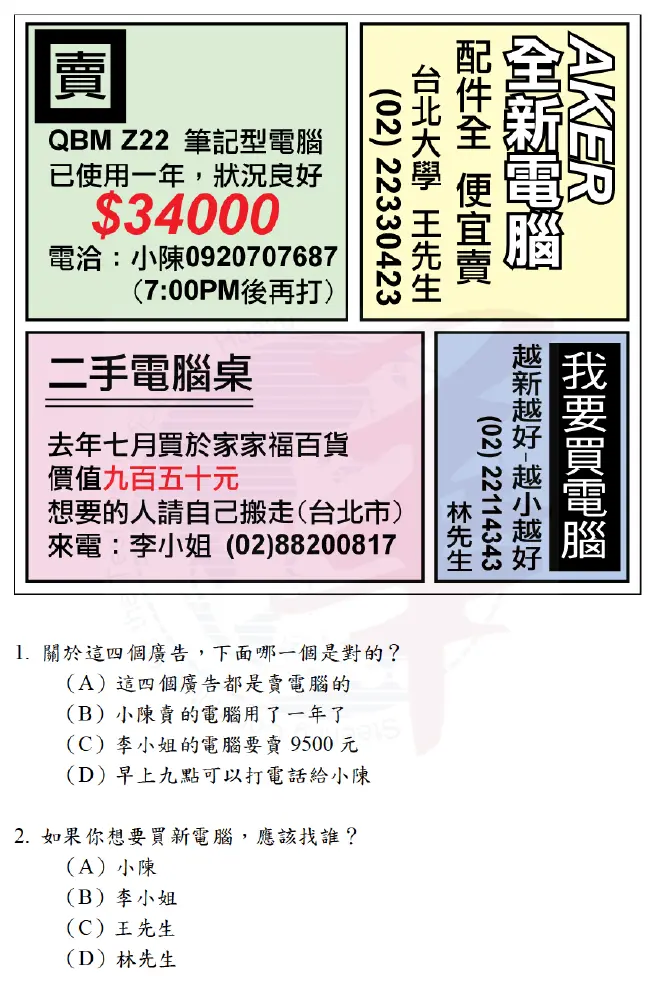 賣
QBM Z22 筆記型電腦
已使用一年，狀況良好
$34000
電洽：小陳0920707687
（7:00PM後再打）
AKER
全新電腦
配件全 便宜賣
台北大學 王先生
(02) 22330423
二手電腦桌
去年七月買於家家福百貨
價值九百五十元
想要的人請自己搬走（台北市）
來電：李小姐 (02)88200817
我要買電腦
越新越好-越小越好
(02) 22114343
林先生
1. 關於這四個廣告，下面哪一個是對的？
（A）這四個廣告都是賣電腦的
（B）小陳賣的電腦用了一年了
（C）李小姐的電腦要賣 9500 元
（D）早上九點可以打電話給小陳
2. 如果你想要買新電腦，應該找誰？
（A）小陳
（B）李小姐
（C）王先生
（D）林先生